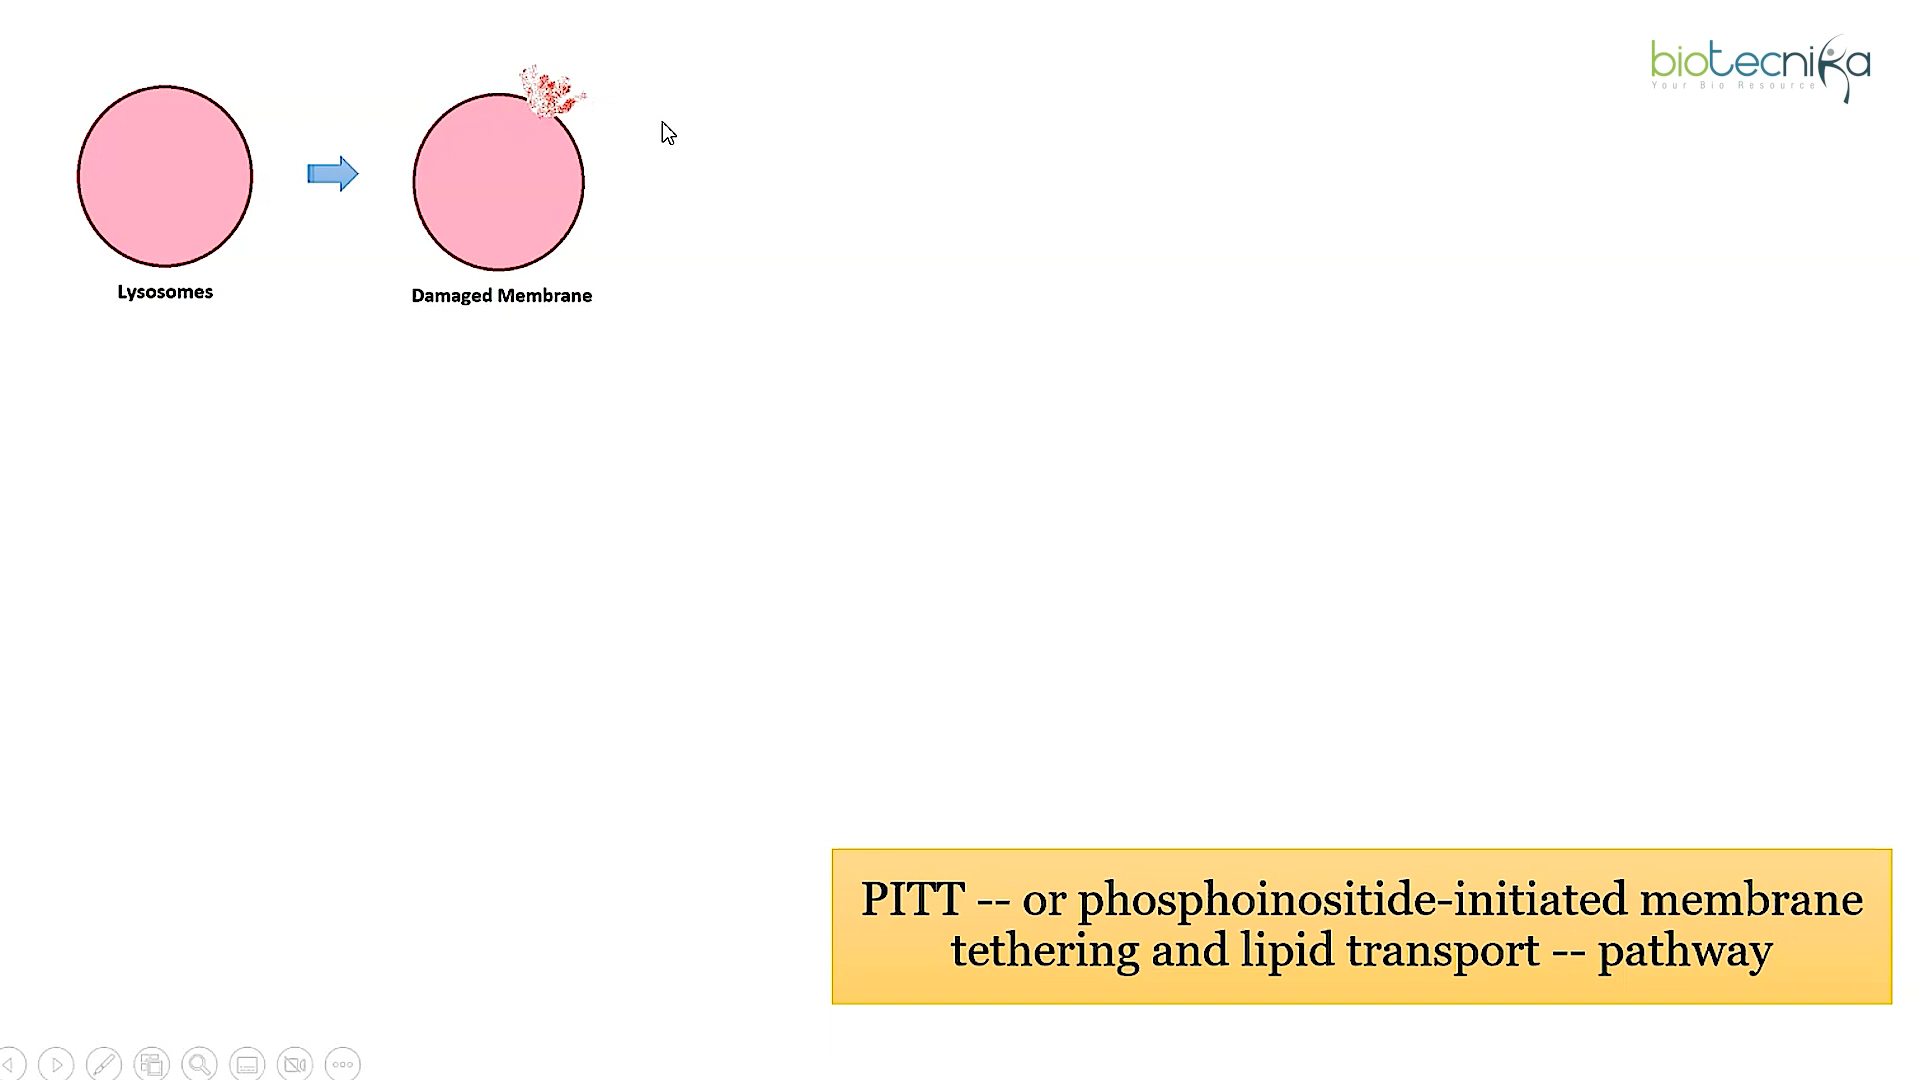 biotecnika
Your Bio Resource
Lysosomes
Damaged Membrane
PITT -- or phosphoinositide-initiated membrane
tethering and lipid transport -- pathway